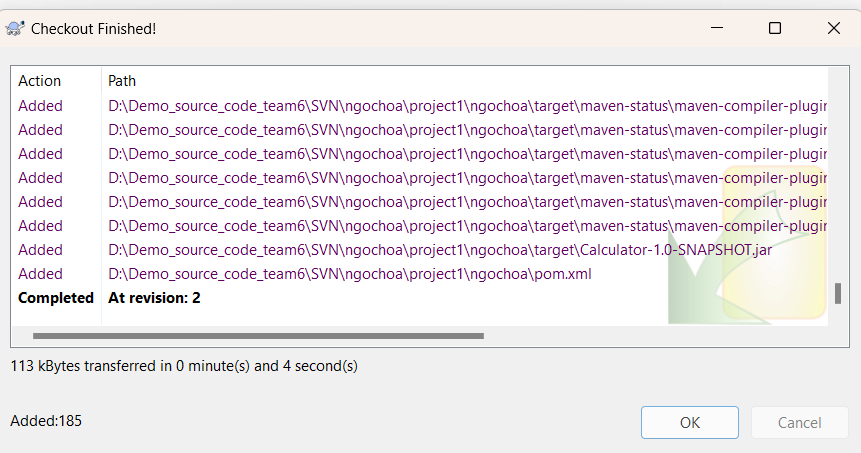 Checkout Finished!
Action Path
Added D:\Demo_source_code_team6\SVN\ngochoa\project1\ngochoa\target\maven-status\maven-compiler-plugin
Added D:\Demo_source_code_team6\SVN\ngochoa\project1\ngochoa\target\maven-status\maven-compiler-plugin
Added D:\Demo_source_code_team6\SVN\ngochoa\project1\ngochoa\target\maven-status\maven-compiler-plugin
Added D:\Demo_source_code_team6\SVN\ngochoa\project1\ngochoa\target\maven-status\maven-compiler-plugin
Added D:\Demo_source_code_team6\SVN\ngochoa\project1\ngochoa\target\maven-status\maven-compiler-plugin
Added D:\Demo_source_code_team6\SVN\ngochoa\project1\ngochoa\target\maven-status\maven-compiler-plugin
Added D:\Demo_source_code_team6\SVN\ngochoa\project1\ngochoa\target\Calculator-1.0-SNAPSHOT.jar
Added D:\Demo_source_code_team6\SVN\ngochoa\project1\ngochoa\pom.xml
Completed At revision: 2
113 kBytes transferred in 0 minute(s) and 4 second(s)
Added:185
OK Cancel